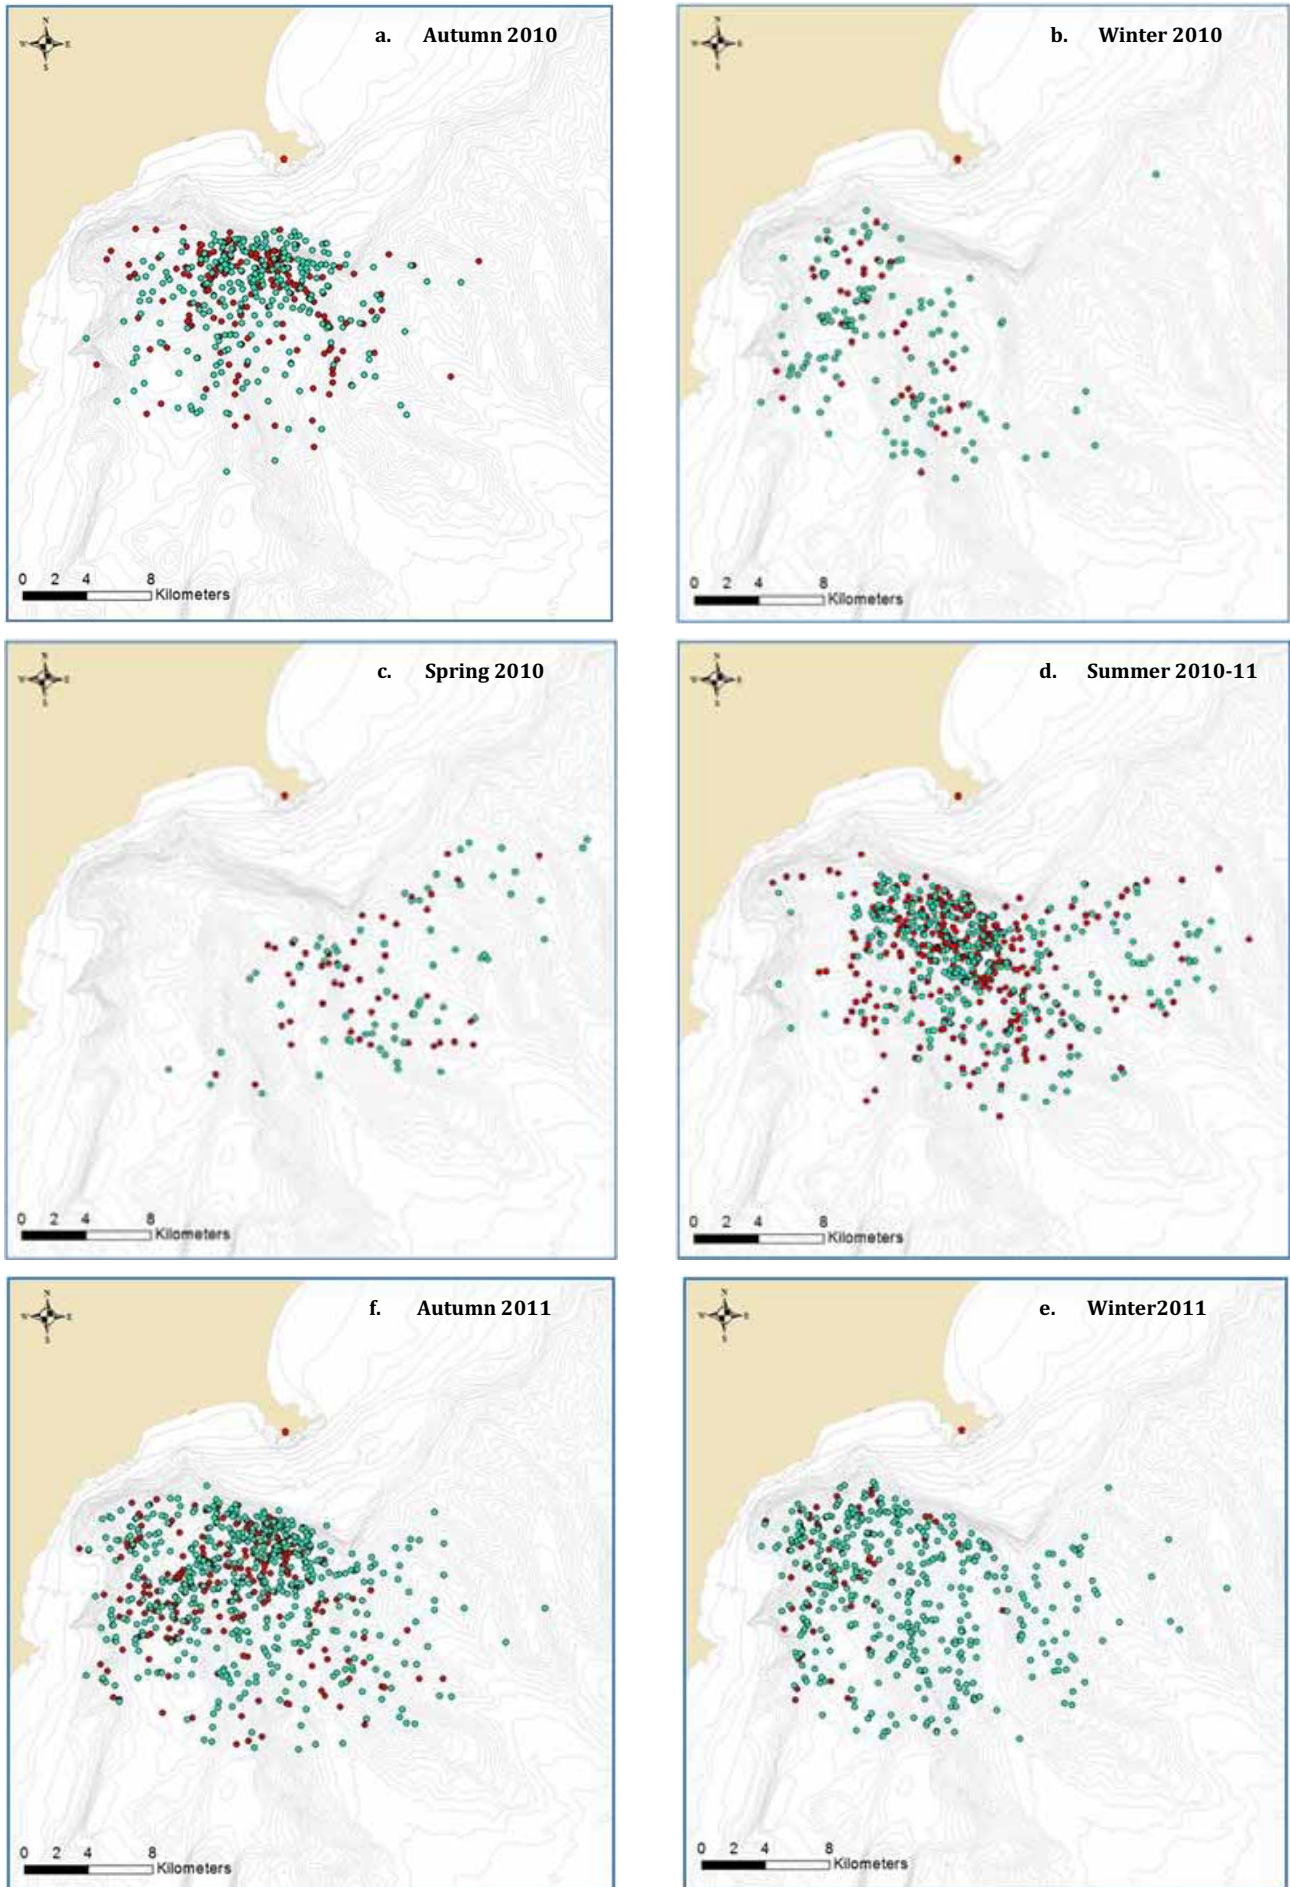 a. Autumn 2010
N
W E
S
0 2 4 8
Kilometers
b. Winter 2010
N
W E
S
0 2 4 8
Kilometers
c. Spring 2010
N
W E
S
0 2 4 8
Kilometers
d. Summer 2010-11
N
W E
S
0 2 4 8
Kilometers
f. Autumn 2011
N
W E
S
0 2 4 8
Kilometers
e. Winter2011
N
W E
S
0 2 4 8
Kilometers